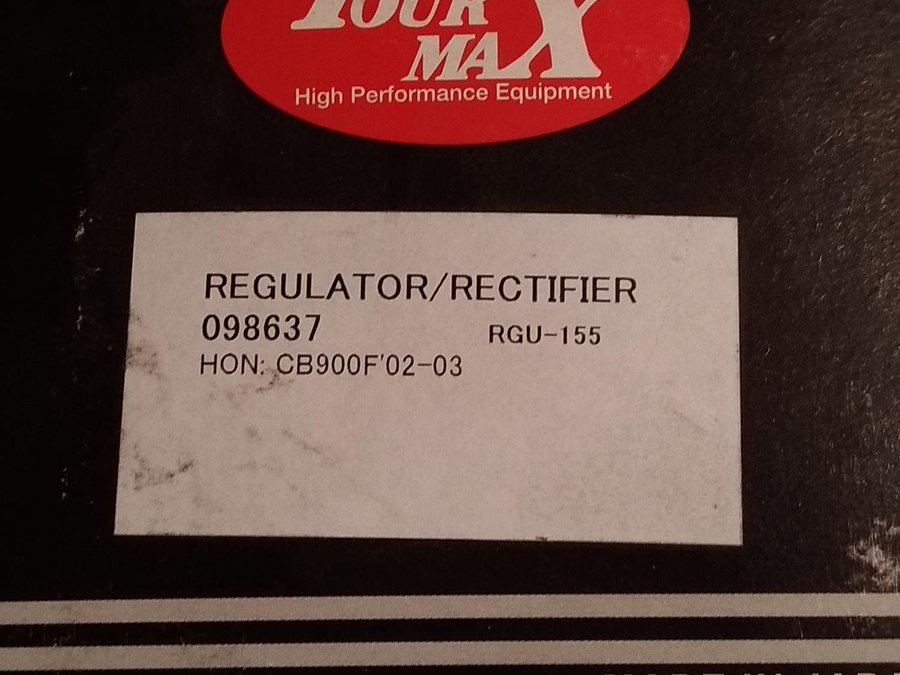 TOUR
MAX
High Performance Equipment
REGULATOR/RECTIFIER
098637 RGU-155
HON: CB900F'02-03